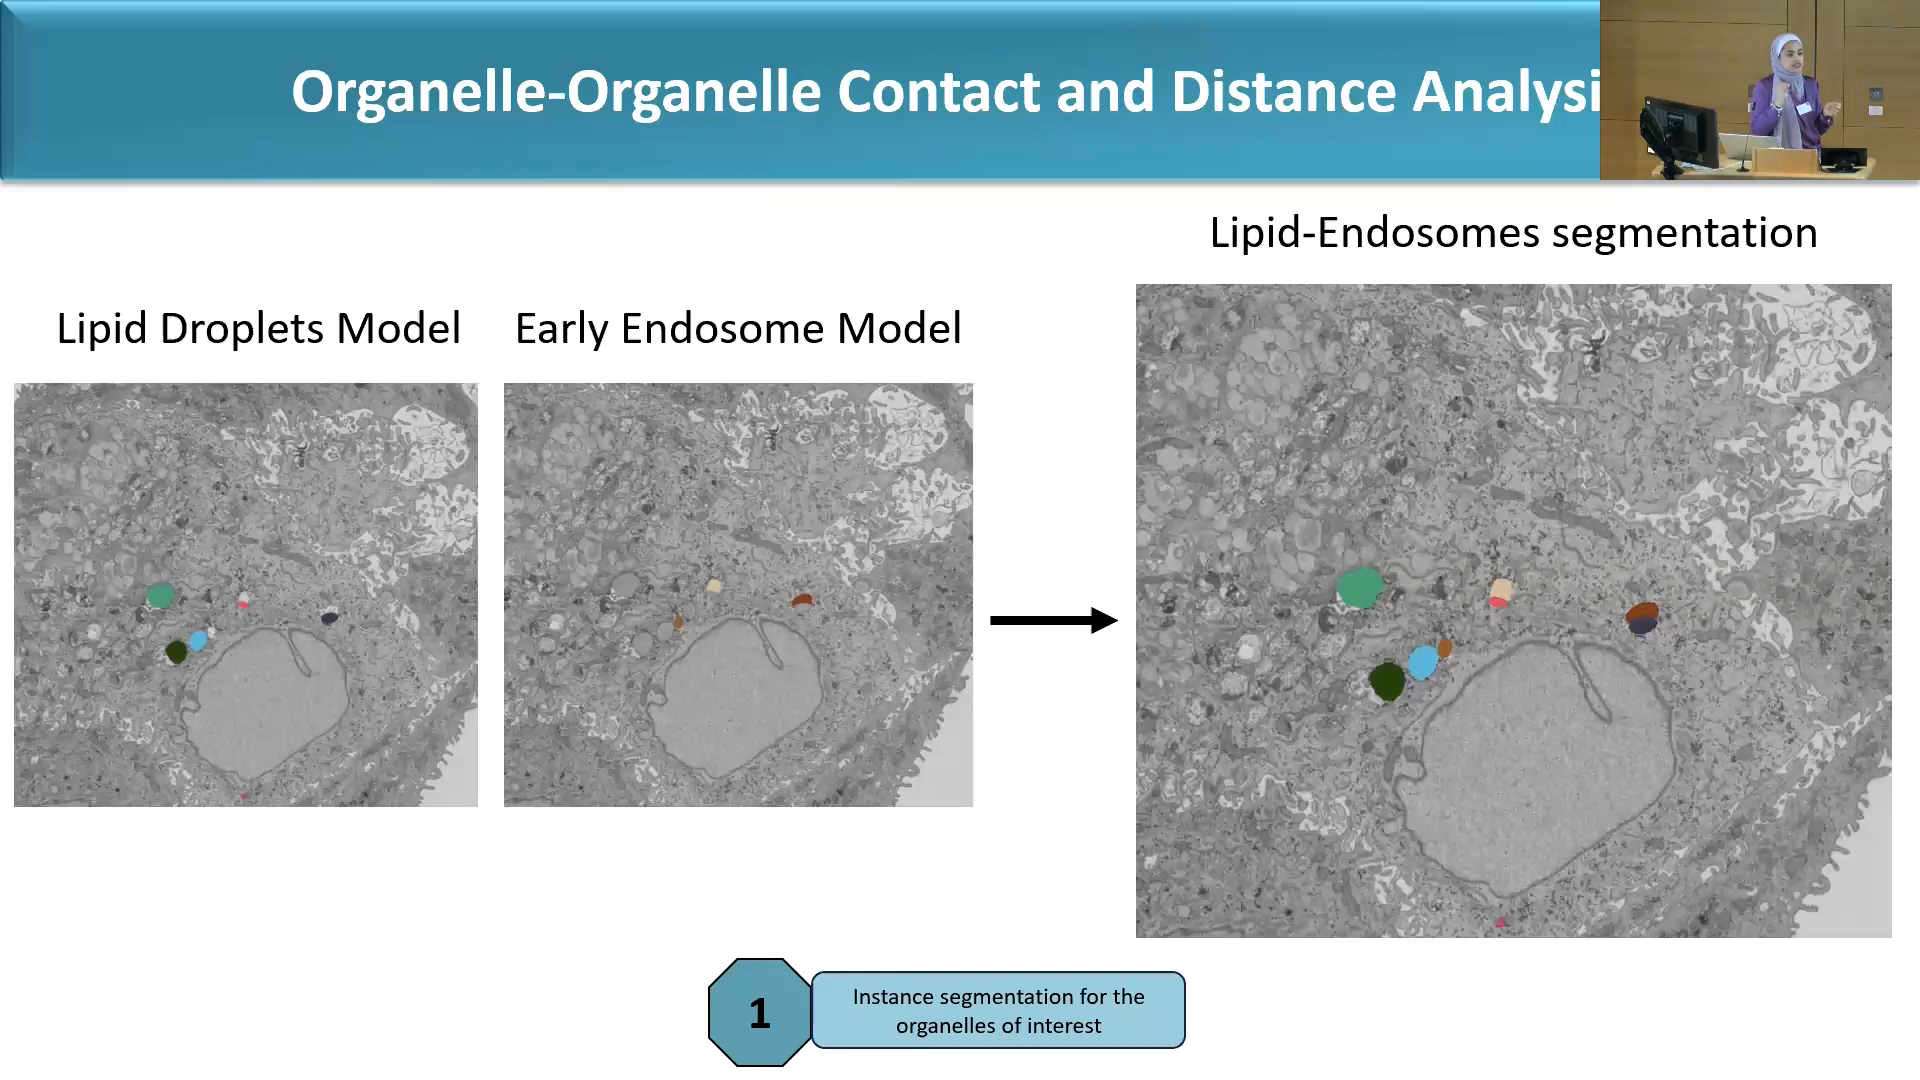 Organelle-Organelle Contact and Distance Analysi
Lipid-Endosomes segmentation
Lipid Droplets Model
Early Endosome Model
1
Instance segmentation for the
organelles of interest